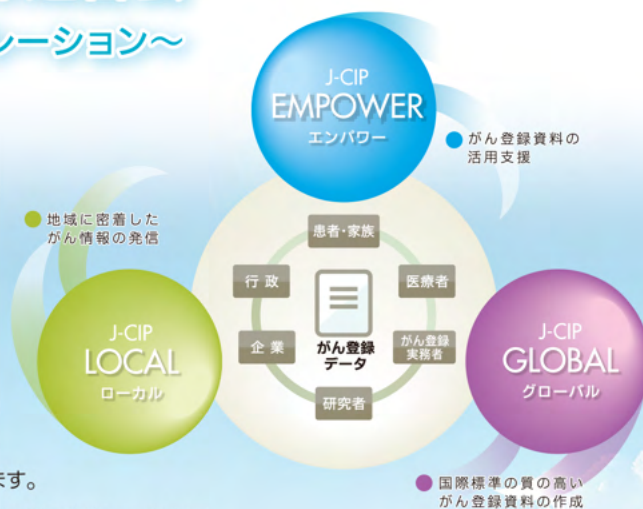 レーション～
J-CIP
EMPOWER
エンパワー
がん登録資料の
活用支援
地域に密着した
がん情報の発信
患者・家族
行 政
医療者
企 業
がん登録
データ
がん登録
実務者
研究者
J-CIP
LOCAL
ローカル
J-CIP
GLOBAL
グローバル
ます。
国際標準の質の高い
がん登録資料の作成